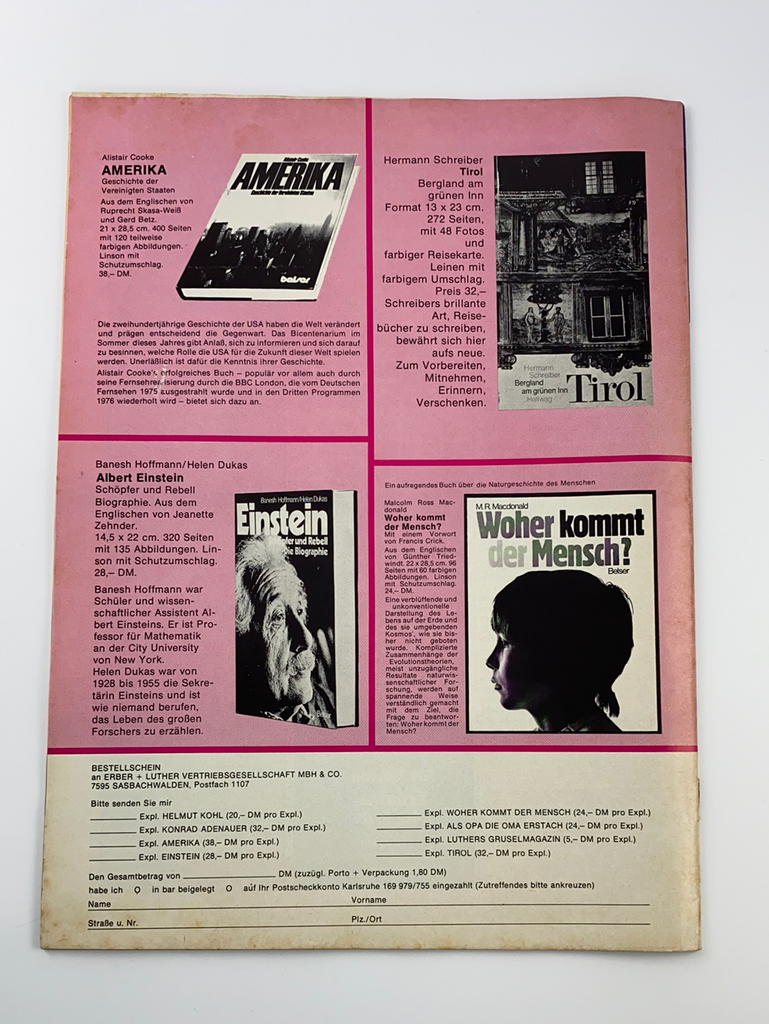 Alistair Cooke
AMERIKA
Geschichte der
Vereinigten Staaten
Aus dem Englischen von
Ruprecht Skasa-Weiß
und Gerd Betz.
21 x 28,5 cm. 400 Seiten
mit 120 teilweise
farbigen Abbildungen.
Linson mit
Schutzumschlag.
38,– DM.
Alistair Cooke
AMERIKA
Geschichte der Vereinigten Staaten
belser
Die zweihundertjährige Geschichte der USA haben die Welt verändert
und prägen entscheidend die Gegenwart. Das Bicentenarium im
Sommer dieses Jahres gibt Anlaß, sich zu informieren und sich darauf
zu besinnen, welche Rolle die USA für die Zukunft dieser Welt spielen
werden. Unerläßlich ist dafür die Kenntnis ihrer Geschichte.
Alistair Cooke's erfolgreiches Buch – populär vor allem auch durch
seine Fernsehrealisierung durch die BBC London, die vom Deutschen
Fernsehen 1975 ausgestrahlt wurde und in den Dritten Programmen
1976 wiederholt wird – bietet sich dazu an.
Hermann Schreiber
Tirol
Bergland am
grünen Inn
Format 13 x 23 cm.
272 Seiten,
mit 48 Fotos
und
farbiger Reisekarte.
Leinen mit
farbigem Umschlag.
Preis 32,–
Schreibers brillante
Art, Reise-
bücher zu schreiben,
bewährt sich hier
aufs neue.
Zum Vorbereiten,
Mitnehmen,
Erinnern,
Verschenken.
Hermann
Schreiber
Bergland
am grünen Inn
Tirol
Hallwag
Banesh Hoffmann/Helen Dukas
Albert Einstein
Schöpfer und Rebell
Biographie. Aus dem
Englischen von Jeanette
Zehnder.
14,5 x 22 cm. 320 Seiten
mit 135 Abbildungen. Lin-
son mit Schutzumschlag.
28,– DM.
Banesh Hoffmann war
Schüler und wissen-
schaftlicher Assistent Al-
bert Einsteins. Er ist Pro-
fessor für Mathematik
an der City University
von New York.
Helen Dukas war von
1928 bis 1955 die Sekre-
tärin Einsteins und ist
wie niemand berufen,
das Leben des großen
Forschers zu erzählen.
Banesh Hoffmann/Helen Dukas
Einstein
Schöpfer und Rebell
Die Biographie
Ein aufregendes Buch über die Naturgeschichte des Menschen
Malcolm Ross Mac-
donald
Woher kommt
der Mensch?
Mit einem Vorwort
von Francis Crick.
Aus dem Englischen
von Günther Tried-
windt. 22 x 28,5 cm. 96
Seiten mit 60 farbigen
Abbildungen. Linson
mit Schutzumschlag.
24,– DM.
Eine verblüffende und
unkonventionelle
Darstellung des Le-
bens auf der Erde und
des sie umgebenden
Kosmos', wie sie bis-
her nicht geboten
wurde. Komplizierte
Zusammenhänge der
Evolutionstheorien,
meist unzugängliche
Resultate naturwis-
senschaftlicher For-
schung, werden auf
spannende Weise
verständlich gemacht
mit dem Ziel, die
Frage zu beantwor-
ten: Woher kommt der
Mensch?
M.R. Macdonald
Woher kommt
der Mensch?
Belser
BESTELLSCHEIN
an ERBER + LUTHER VERTRIEBSGESELLSCHAFT MBH & CO.
7595 SASBACHWALDEN, Postfach 1107
Bitte senden Sie mir
Expl. HELMUT KOHL (20,– DM pro Expl.)
Expl. KONRAD ADENAUER (32,– DM pro Expl.)
Expl. AMERIKA (38,– DM pro Expl.)
Expl. EINSTEIN (28,– DM pro Expl.)
Expl. WOHER KOMMT DER MENSCH (24,– DM pro Expl.)
Expl. ALS OPA DIE OMA ERSTACH (24,– DM pro Expl.)
Expl. LUTHERS GRUSELMAGAZIN (5,– DM pro Expl.)
Expl. TIROL (32,– DM pro Expl.)
Den Gesamtbetrag von DM (zuzügl. Porto + Verpackung 1,80 DM)
habe ich O in bar beigelegt O auf Ihr Postscheckkonto Karlsruhe 169 979/755 eingezahlt (Zutreffendes bitte ankreuzen)
Name Vorname
Straße u. Nr. Plz./Ort